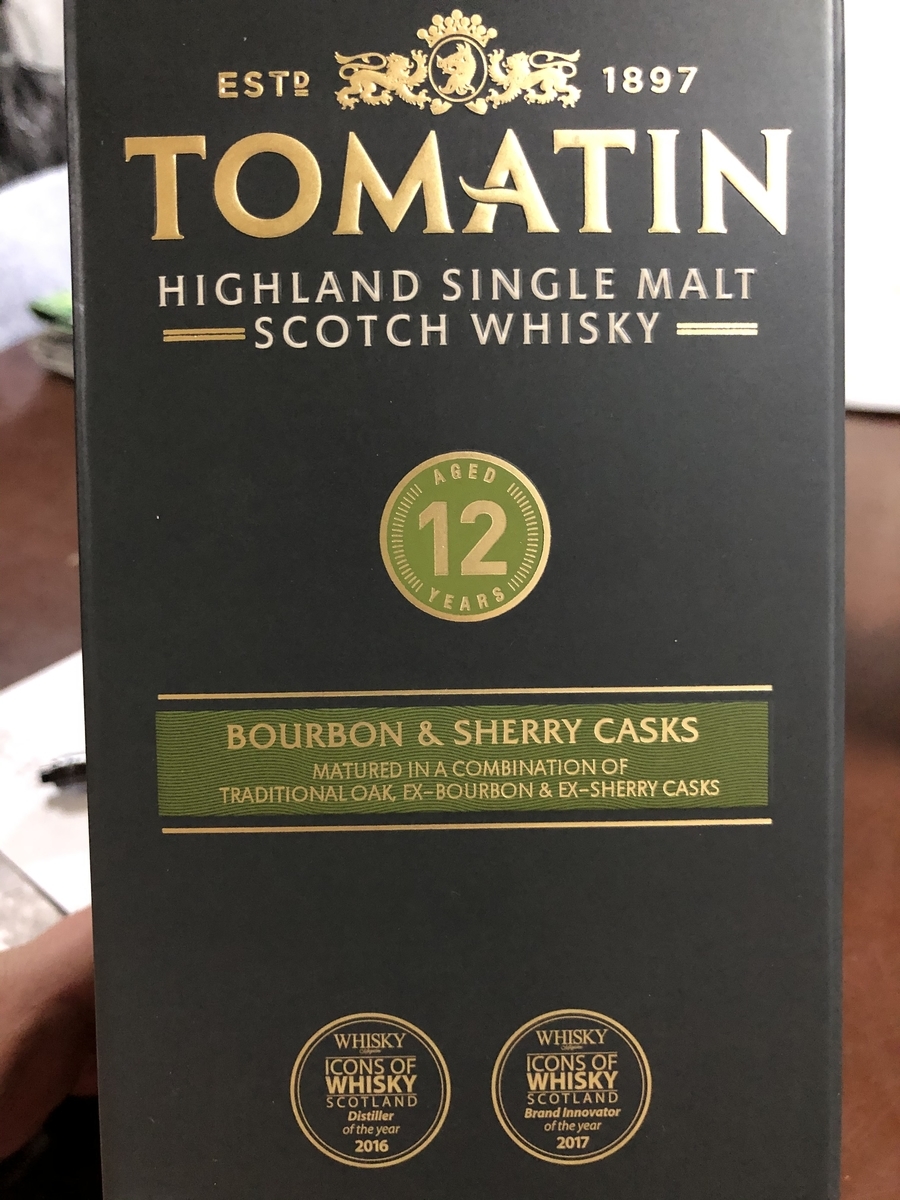 ESTD 1897
TOMATIN
HIGHLAND SINGLE MALT
SCOTCH WHISKY
AGED
12
YEARS
BOURBON & SHERRY CASKS
MATURED IN A COMBINATION OF
TRADITIONAL OAK, EX-BOURBON & EX-SHERRY CASKS
WHISKY
Magazine
ICONS OF
WHISKY
SCOTLAND
Distiller
of the year
2016
WHISKY
Magazine
ICONS OF
WHISKY
SCOTLAND
Brand Innovator
of the year
2017